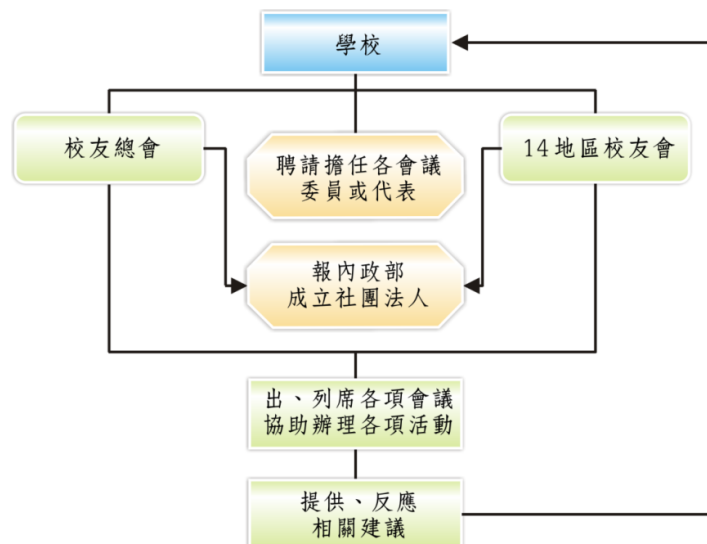 學校
校友總會
聘請擔任各會議
委員或代表
14地區校友會
報內政部
成立社團法人
出、列席各項會議
協助辦理各項活動
提供、反應
相關建議